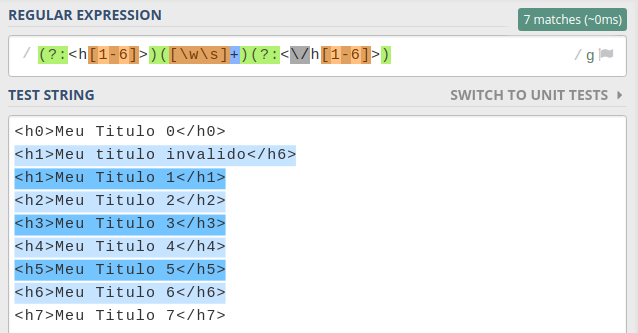 REGULAR EXPRESSION
7 matches (~0ms)
/ (?:<h[1-6]>)([\w\s]+)(?:<\/h[1-6]>) / g
TEST STRING
SWITCH TO UNIT TESTS
<h0>Meu Titulo 0</h0>
<h1>Meu titulo invalido</h6>
<h1>Meu Titulo 1</h1>
<h2>Meu Titulo 2</h2>
<h3>Meu Titulo 3</h3>
<h4>Meu Titulo 4</h4>
<h5>Meu Titulo 5</h5>
<h6>Meu Titulo 6</h6>
<h7>Meu Titulo 7</h7>